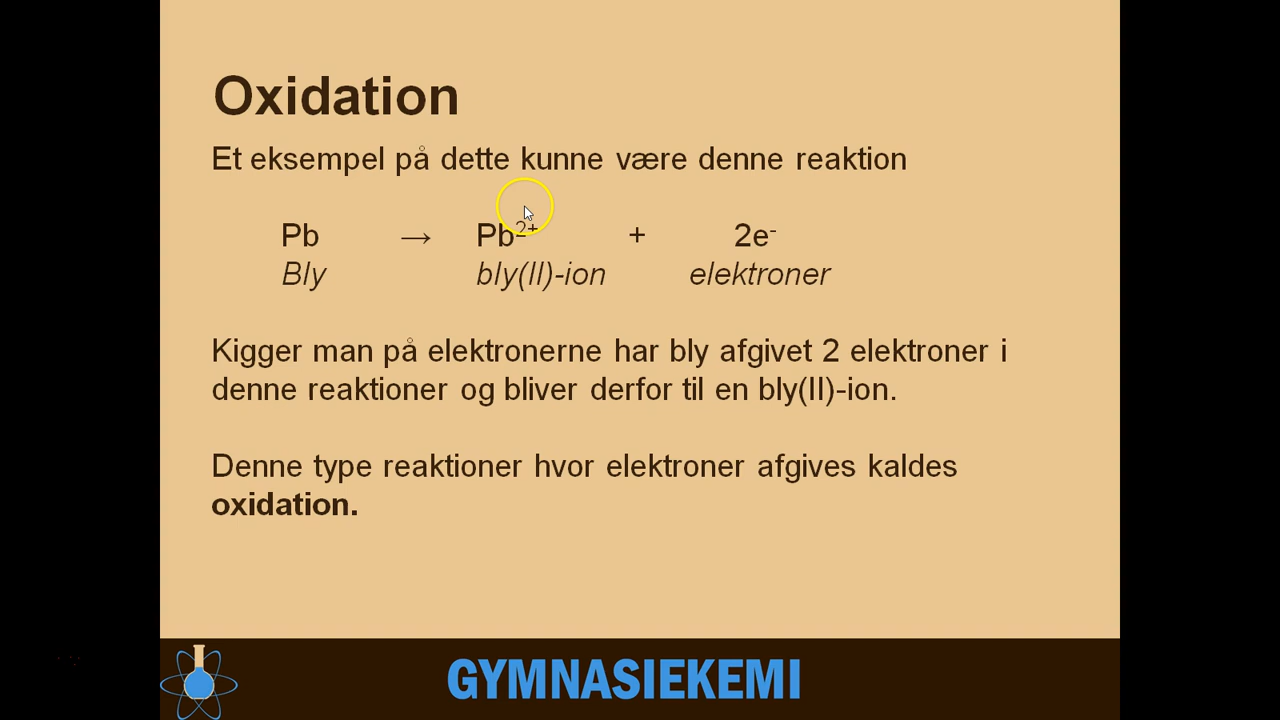 Oxidation
Et eksempel på dette kunne være denne reaktion
Pb → Pb²⁺ + 2e⁻
Bly bly(II)-ion elektroner
Kigger man på elektronerne har bly afgivet 2 elektroner i
denne reaktioner og bliver derfor til en bly(II)-ion.
Denne type reaktioner hvor elektroner afgives kaldes
oxidation.
GYMNASIEKEMI